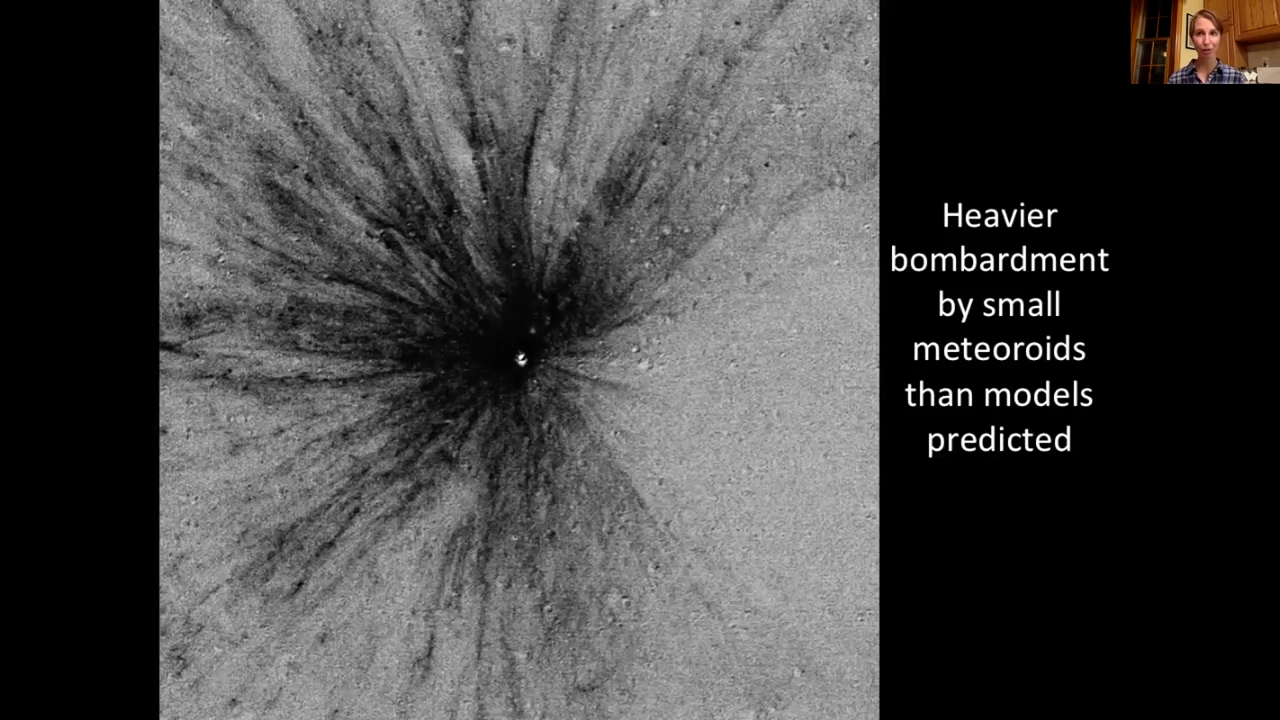 Heavier
bombardment
by small
meteoroids
than models
predicted